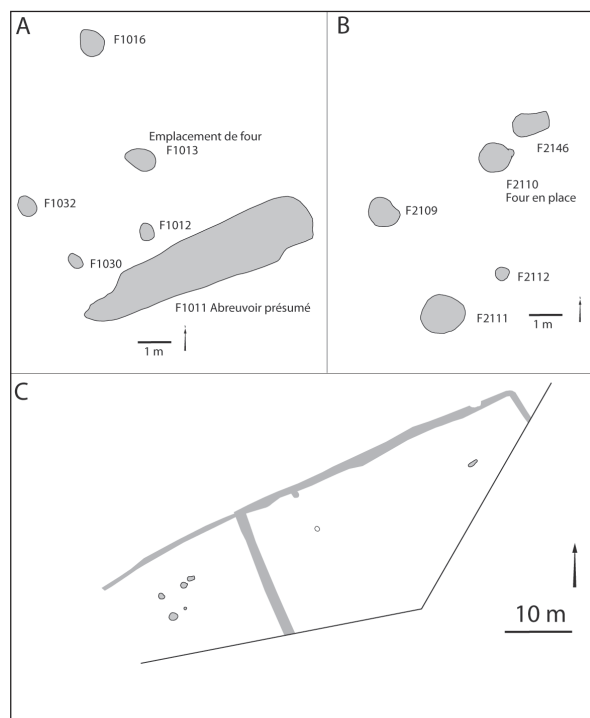 A
F1016
Emplacement de four
F1013
F1032
F1012
F1030
F1011 Abreuvoir présumé
1 m
B
F2146
F2110
Four en place
F2109
F2112
F2111
1 m
C
10 m